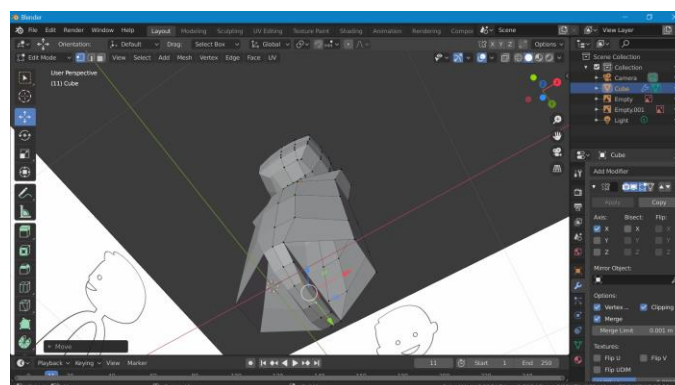 Blender
File Edit Render Window Help Layout Modeling Sculpting UV Editing Texture Paint Shading Animation Rendering Compo Scene View Layer
Orientation: Default Drag: Select Box Global X Y Z Options
Edit Mode View Select Add Mesh Vertex Edge Face UV
User Perspective
(11) Cube
Scene Collection
Collection
Camera
Cube
Empty
Empty.001
Light
Cube
Add Modifier
Apply Copy
Axis: Bisect: Flip:
X X X
Y Y Y
Z Z Z
Mirror Object:
Options:
Vertex... Clipping
Merge
Merge Limit 0.001 m
Textures:
Flip U Flip V
Flip UDIM
Move
Playback Keying View Marker 11 Start 1 End 250